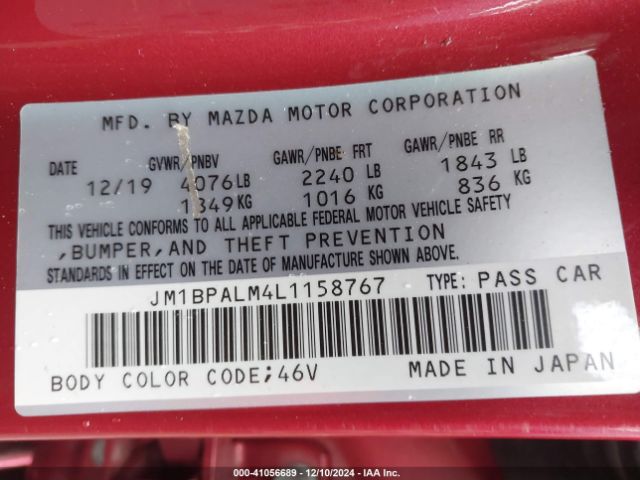 MFD. BY MAZDA MOTOR CORPORATION
DATE GVWR/PNBV GAWR/PNBE FRT GAWR/PNBE RR
12/19 4076LB 2240 LB 1843 LB
1849KG 1016 KG 836 KG
THIS VEHICLE CONFORMS TO ALL APPLICABLE FEDERAL MOTOR VEHICLE SAFETY
,BUMPER,AND THEFT PREVENTION
STANDARDS IN EFFECT ON THE DATE OF MANUFACTURE SHOWN ABOVE.
JM1BPALM4L1158767 TYPE: PASS CAR
BODY COLOR CODE;46V MADE IN JAPAN
000-41056689 - 12/10/2024 - IAA Inc.